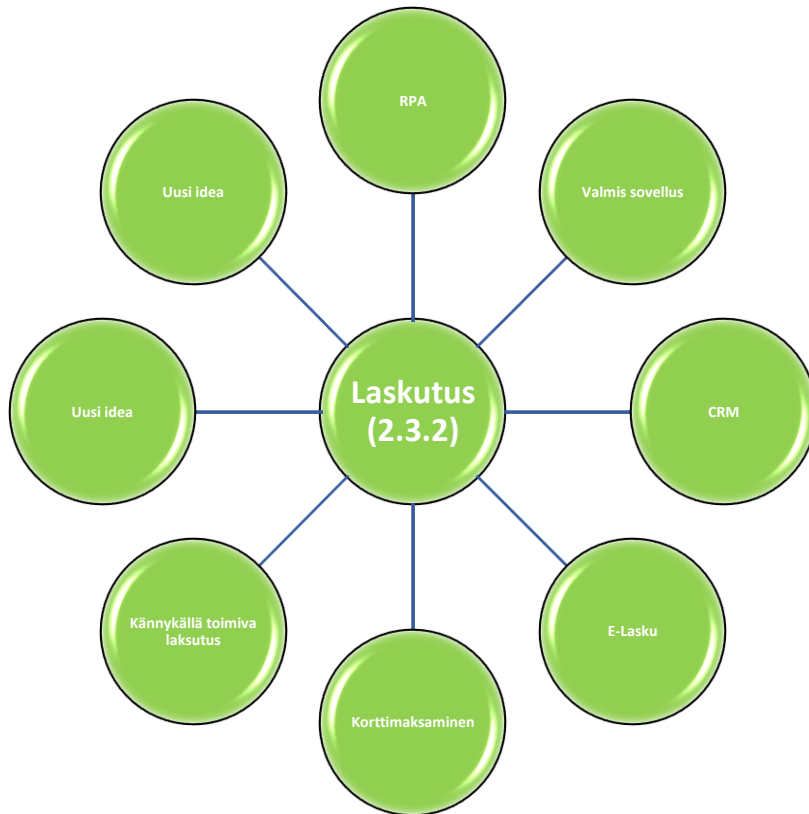 RPA
Uusi idea
Valmis sovellus
Uusi idea
Laskutus
(2.3.2)
CRM
Kännykällä toimiva
laksutus
E-Lasku
Korttimaksaminen